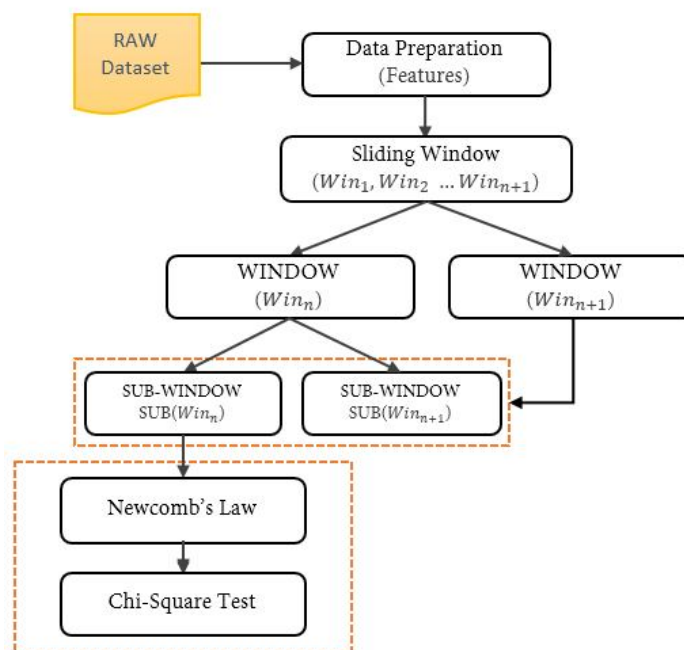 RAW
Dataset
Data Preparation
(Features)
Sliding Window
(Win₁, Win₂ ... Winₙ₊₁)
WINDOW
(Winₙ)
WINDOW
(Winₙ₊₁)
SUB-WINDOW
SUB(Winₙ)
SUB-WINDOW
SUB(Winₙ₊₁)
Newcomb's Law
Chi-Square Test